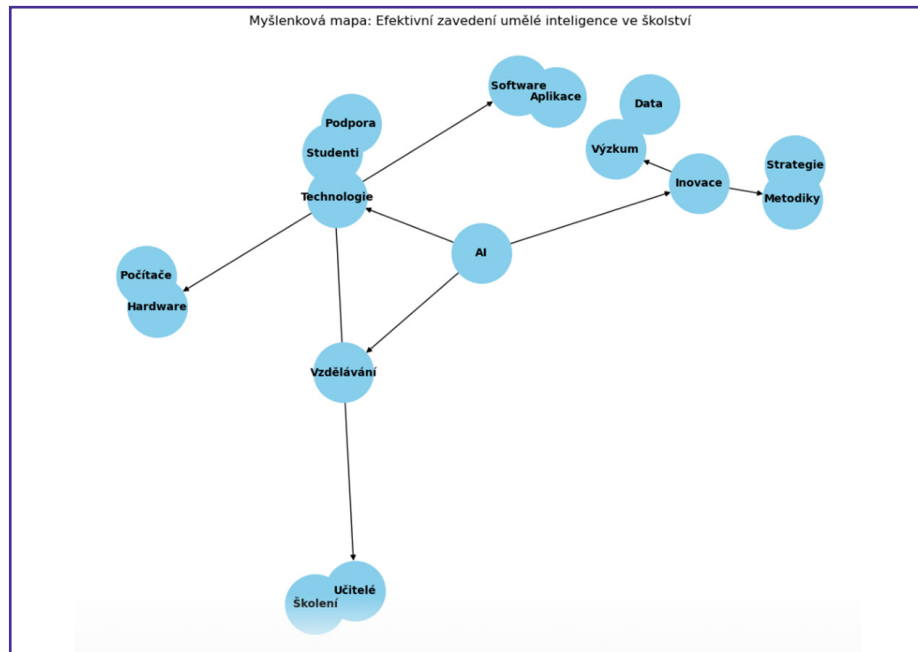 Myšlenková mapa: Efektivní zavedení umělé inteligence ve školství
Software
Aplikace
Data
Podpora
Studenti
Výzkum
Strategie
Inovace
Metodiky
Technologie
AI
Počítače
Hardware
Vzdělávání
Učitelé
Školení